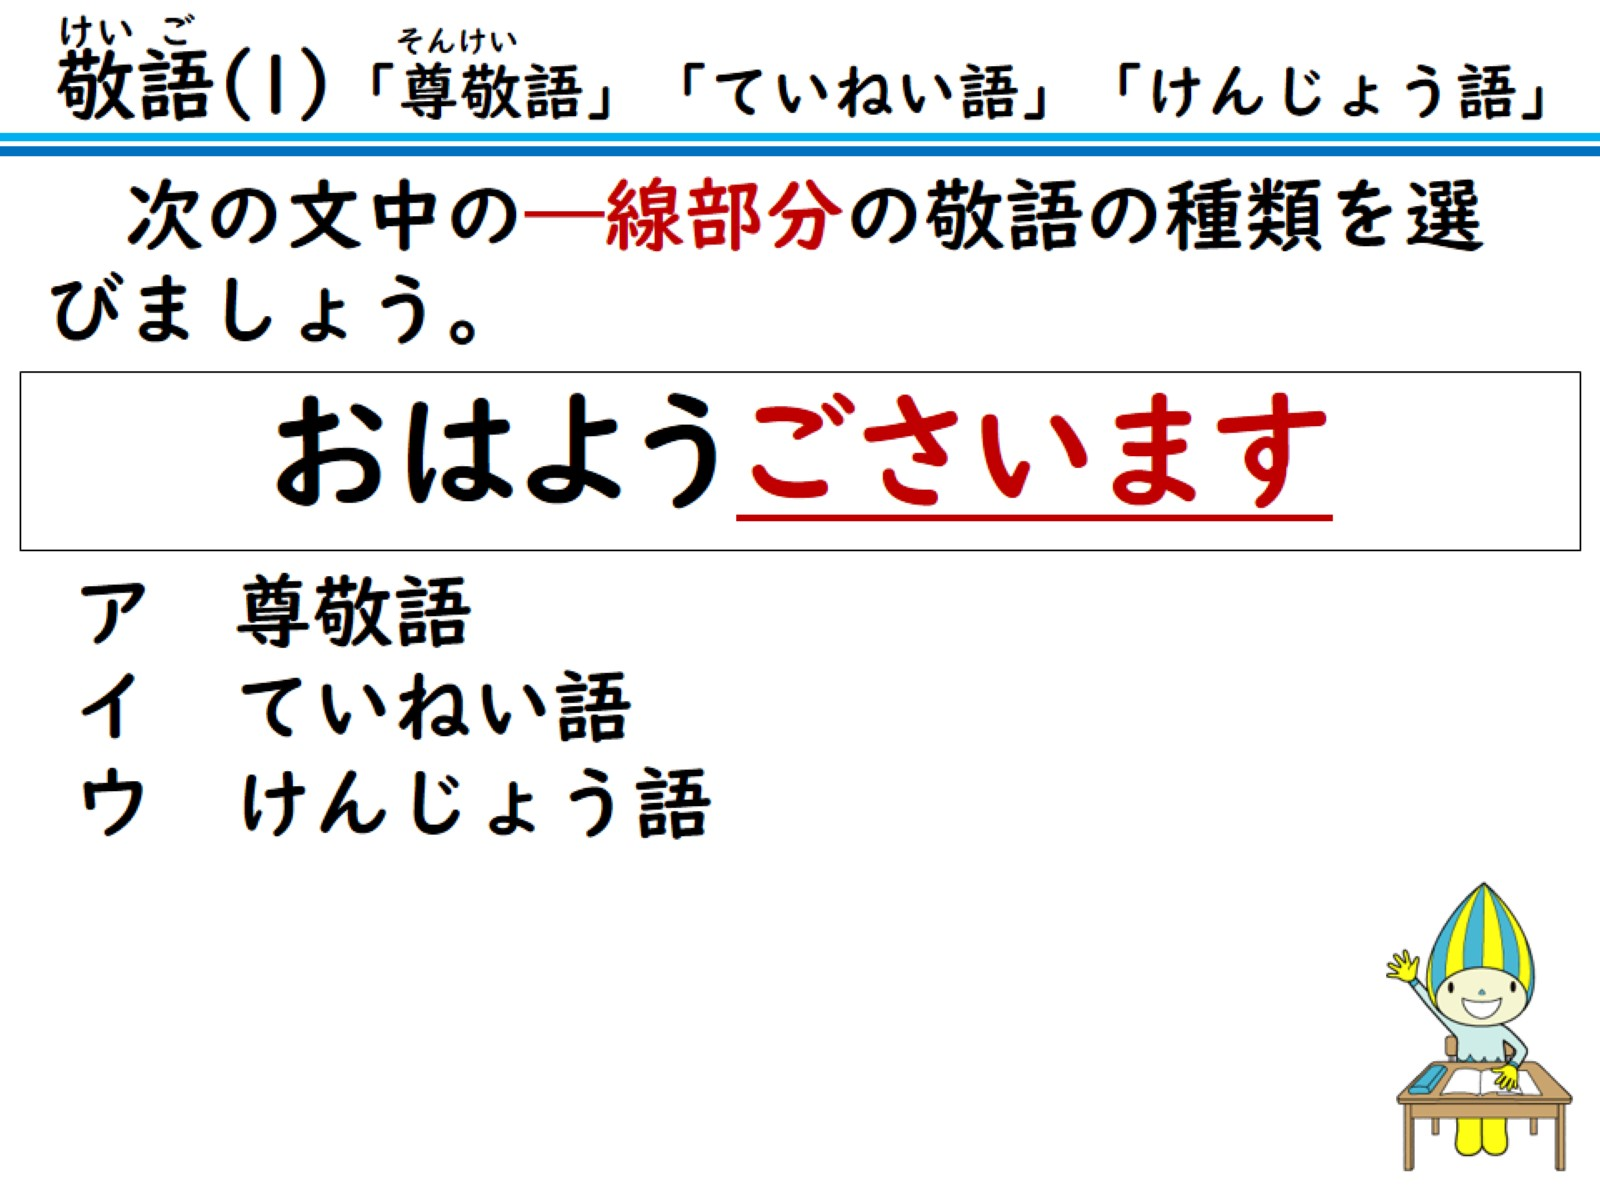 けい ご そんけい
敬語(1)「尊敬語」「ていねい語」「けんじょう語」
次の文中の―線部分の敬語の種類を選
びましょう。
おはようごさいます
ア 尊敬語
イ ていねい語
ウ けんじょう語